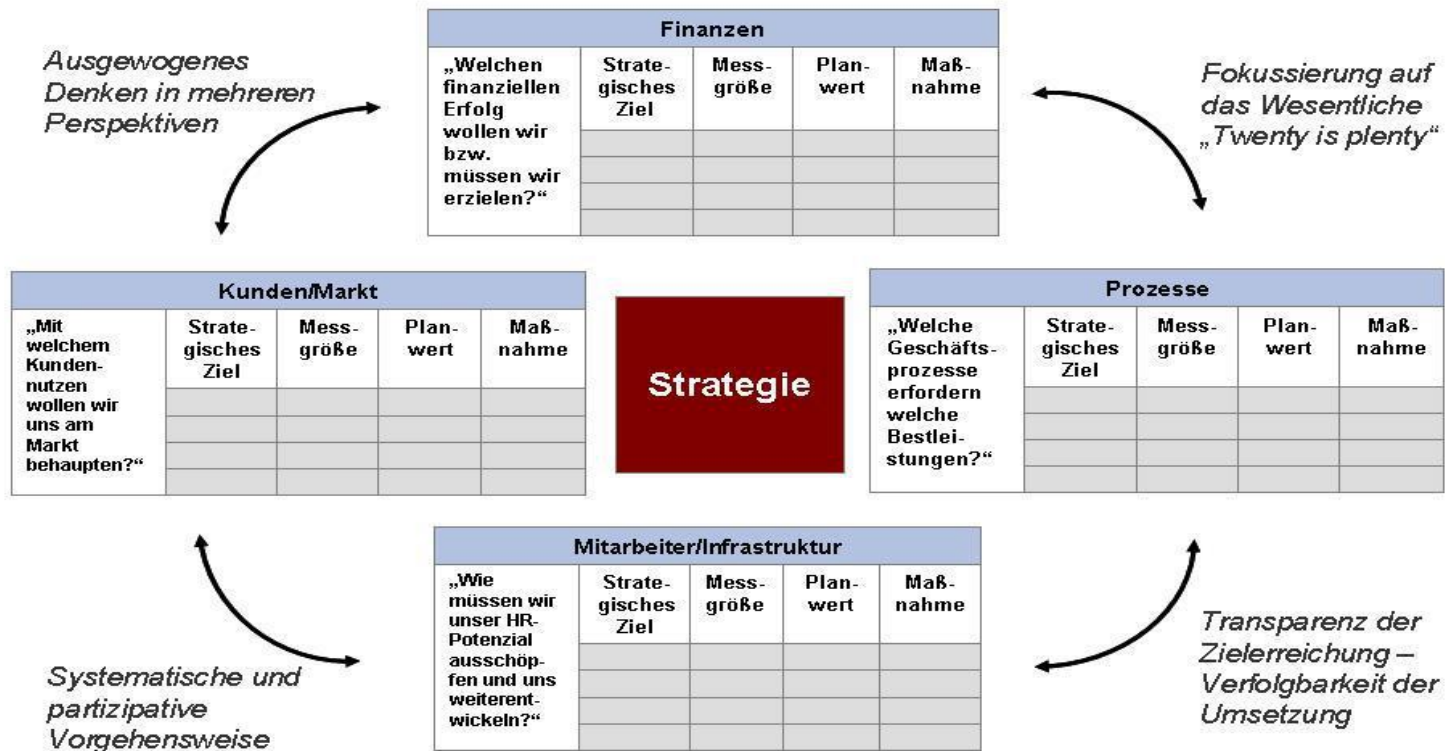 Finanzen
„Welchen
finanziellen
Erfolg
wollen wir
bzw.
müssen wir
erzielen?“
Strate-
gisches
Ziel
Mess-
größe
Plan-
wert
Maß-
nahme
Ausgewogenes
Denken in mehreren
Perspektiven
Fokussierung auf
das Wesentliche
„Twenty is plenty“
Kunden/Markt
„Mit
welchem
Kunden-
nutzen
wollen wir
uns am
Markt
behaupten?“
Strate-
gisches
Ziel
Mess-
größe
Plan-
wert
Maß-
nahme
Strategie
Prozesse
„Welche
Geschäfts-
prozesse
erfordern
welche
Bestlei-
stungen?“
Strate-
gisches
Ziel
Mess-
größe
Plan-
wert
Maß-
nahme
Mitarbeiter/Infrastruktur
„Wie
müssen wir
unser HR-
Potenzial
ausschöp-
fen und uns
weiterent-
wickeln?“
Strate-
gisches
Ziel
Mess-
größe
Plan-
wert
Maß-
nahme
Systematische und
partizipative
Vorgehensweise
Transparenz der
Zielerreichung –
Verfolgbarkeit der
Umsetzung